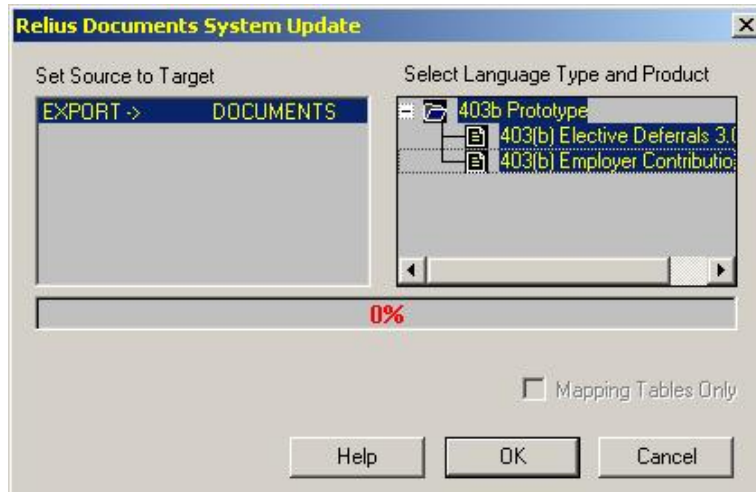 Relius Documents System Update
Set Source to Target
EXPORT -> DOCUMENTS
Select Language Type and Product
403b Prototype
403(b) Elective Deferrals 3.0
403(b) Employer Contributio
0%
Mapping Tables Only
Help OK Cancel